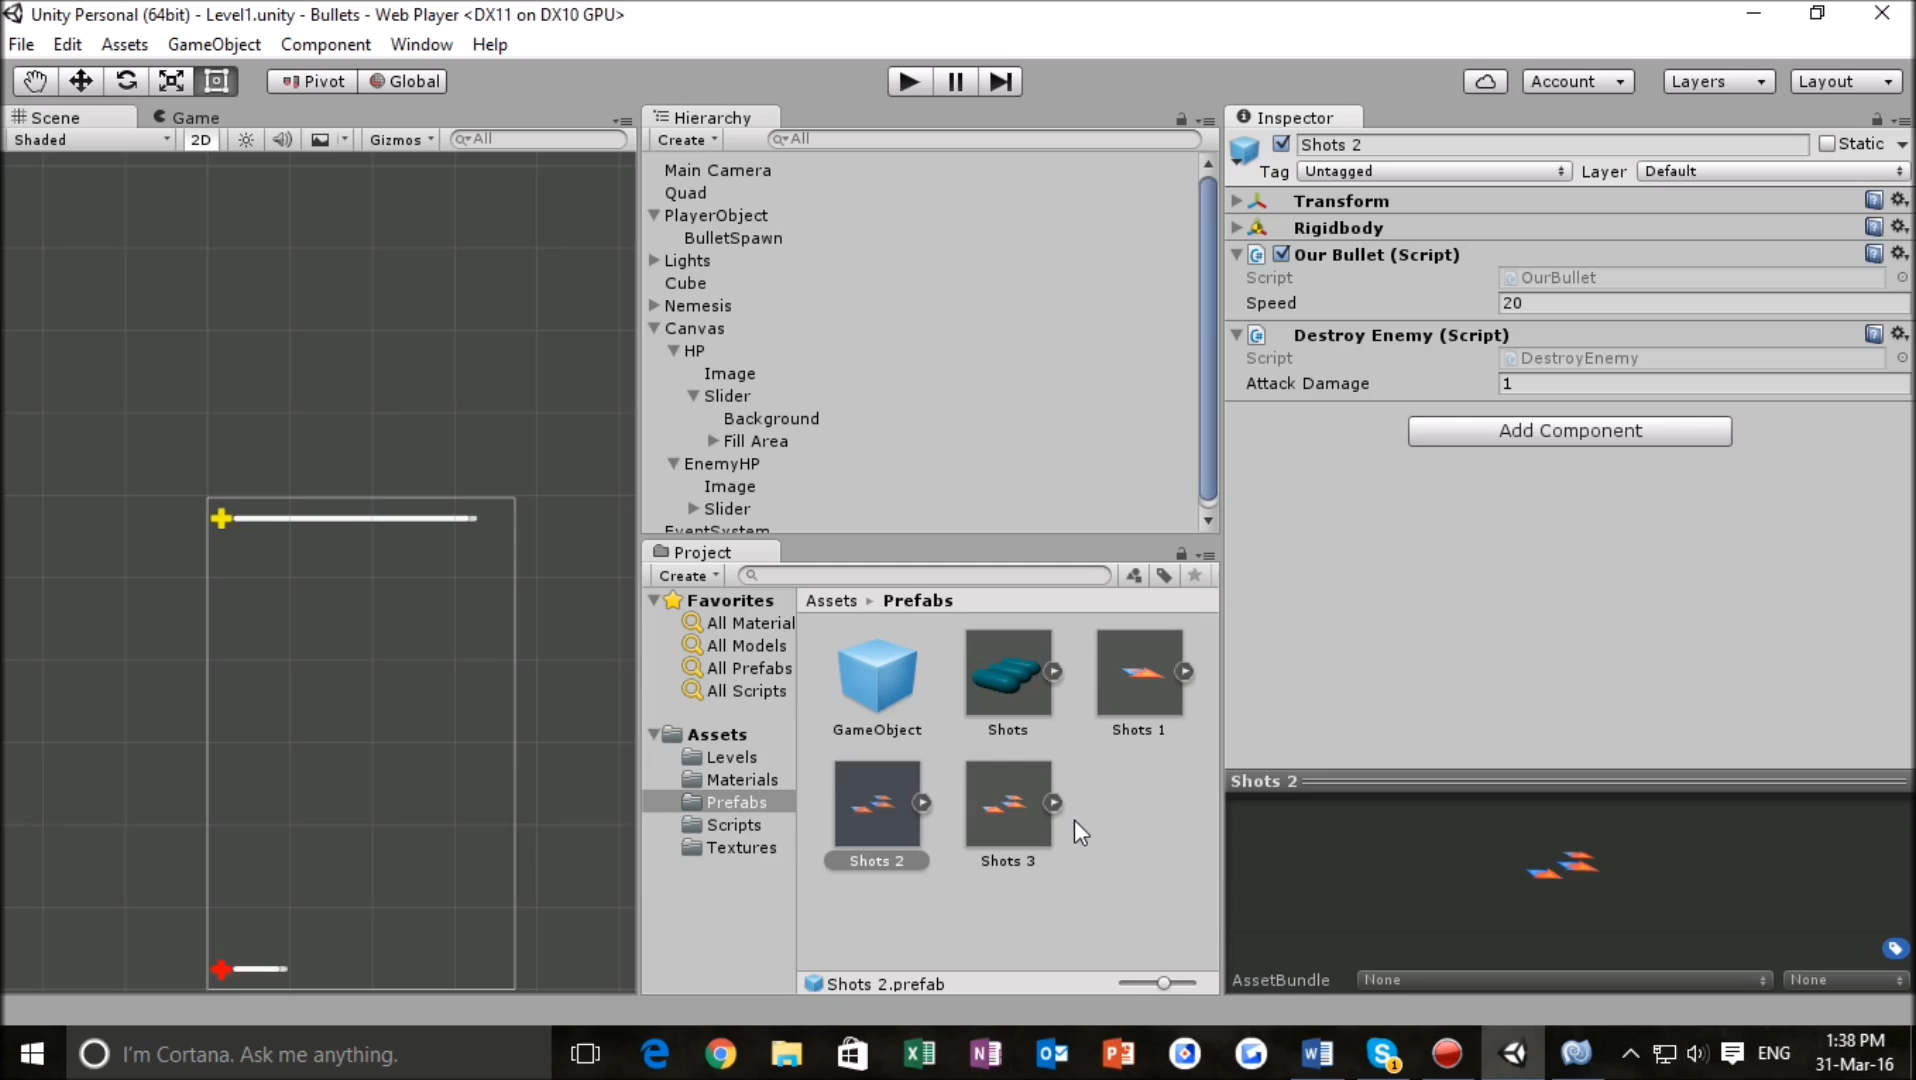 Unity Personal (64bit) - Level1.unity - Bullets - Web Player <DX11 on DX10 GPU>
File Edit Assets GameObject Component Window Help
Pivot Global Account Layers Layout
Scene Game
Shaded 2D Gizmos All
Hierarchy
Create All
Main Camera
Quad
PlayerObject
BulletSpawn
Lights
Cube
Nemesis
Canvas
HP
Image
Slider
Background
Fill Area
EnemyHP
Image
Slider
EventSystem
Project
Create
Favorites
All Material
All Models
All Prefabs
All Scripts
Assets
Levels
Materials
Prefabs
Scripts
Textures
Assets Prefabs
GameObject Shots Shots 1
Shots 2 Shots 3
Shots 2.prefab
Inspector
Shots 2 Static
Tag Untagged Layer Default
Transform
Rigidbody
Our Bullet (Script)
Script OurBullet
Speed 20
Destroy Enemy (Script)
Script DestroyEnemy
Attack Damage 1
Add Component
Shots 2
AssetBundle None None
I'm Cortana. Ask me anything.
1
ENG
1:38 PM
31-Mar-16